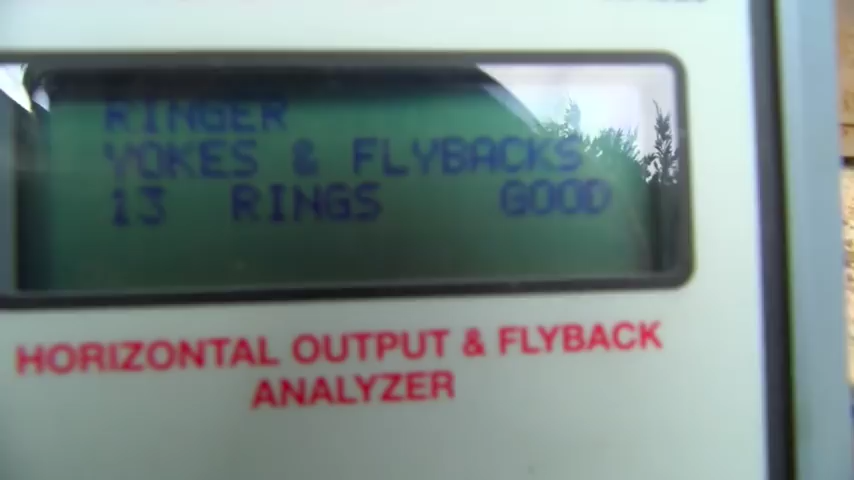 RINGER
YOKES & FLYBACKS
13 RINGS GOOD
HORIZONTAL OUTPUT & FLYBACK
ANALYZER